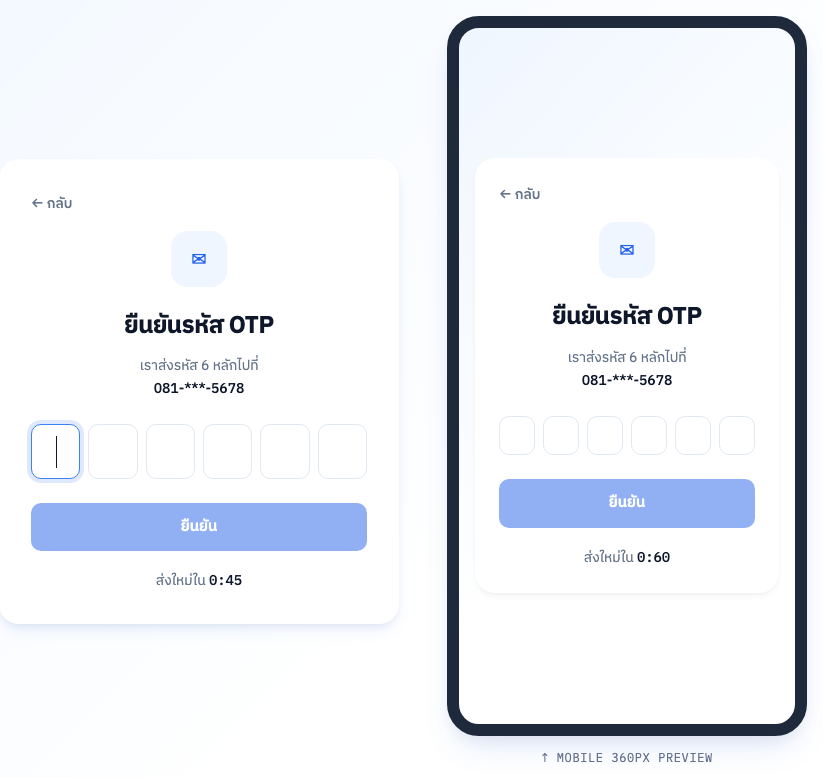 ← กลับ
ยืนยันรหัส OTP
เราส่งรหัส 6 หลักไปที่
081-***-5678
ยืนยัน
ส่งใหม่ใน 0:45
← กลับ
ยืนยันรหัส OTP
เราส่งรหัส 6 หลักไปที่
081-***-5678
ยืนยัน
ส่งใหม่ใน 0:60
↑ MOBILE 360PX PREVIEW